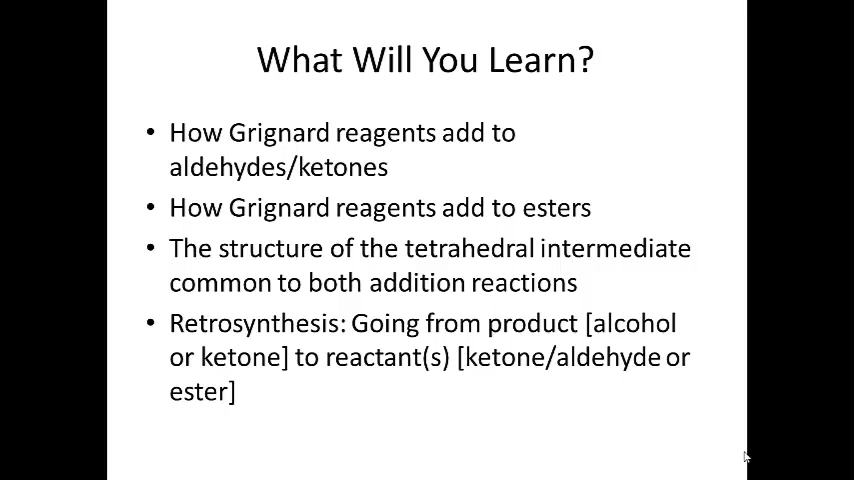 What Will You Learn?
• How Grignard reagents add to
aldehydes/ketones
• How Grignard reagents add to esters
• The structure of the tetrahedral intermediate
common to both addition reactions
• Retrosynthesis: Going from product [alcohol
or ketone] to reactant(s) [ketone/aldehyde or
ester]